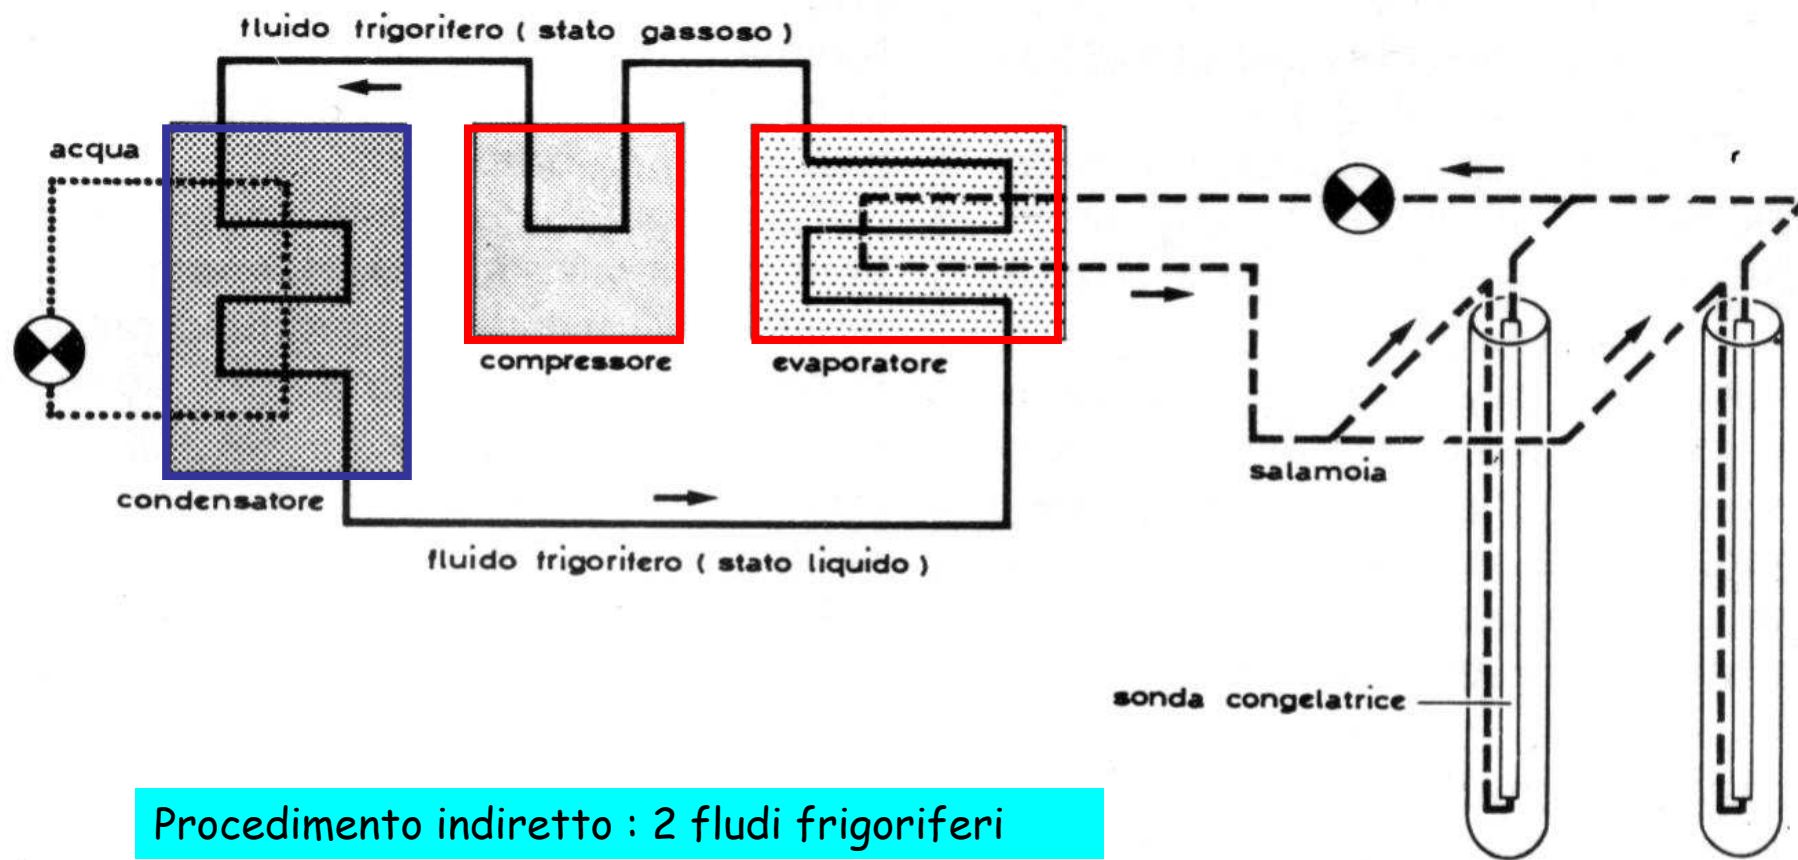 fluido frigorifero ( stato gassoso )
acqua
compressore
evaporatore
condensatore
salamoia
fluido frigorifero ( stato liquido )
sonda congelatrice
Procedimento indiretto : 2 fludi frigoriferi